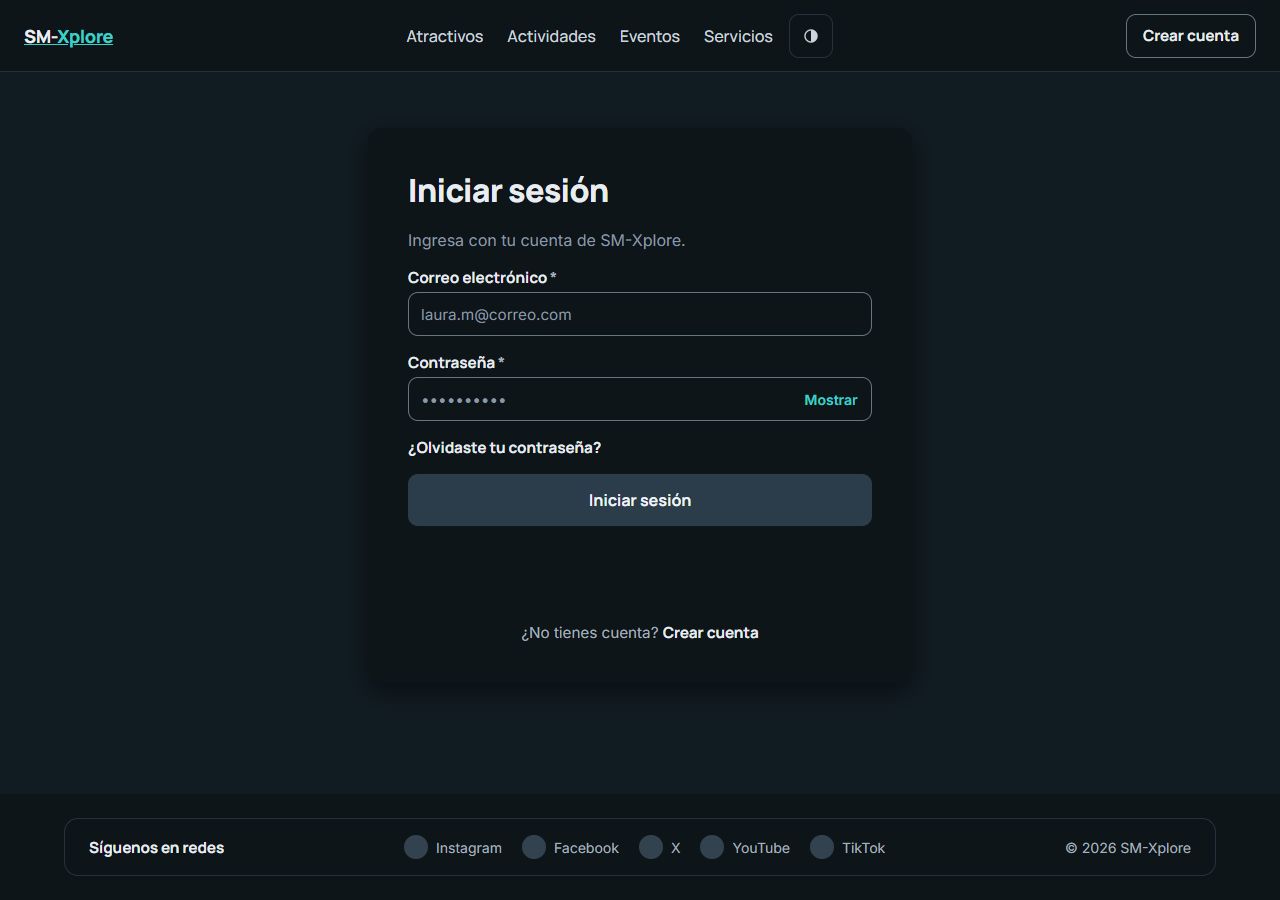 SM-Xplore
Atractivos Actividades Eventos Servicios
Crear cuenta
Iniciar sesión
Ingresa con tu cuenta de SM-Xplore.
Correo electrónico *
laura.m@correo.com
Contraseña *
••••••••••
Mostrar
¿Olvidaste tu contraseña?
Iniciar sesión
¿No tienes cuenta? Crear cuenta
Síguenos en redes
Instagram Facebook X YouTube TikTok
© 2026 SM-Xplore